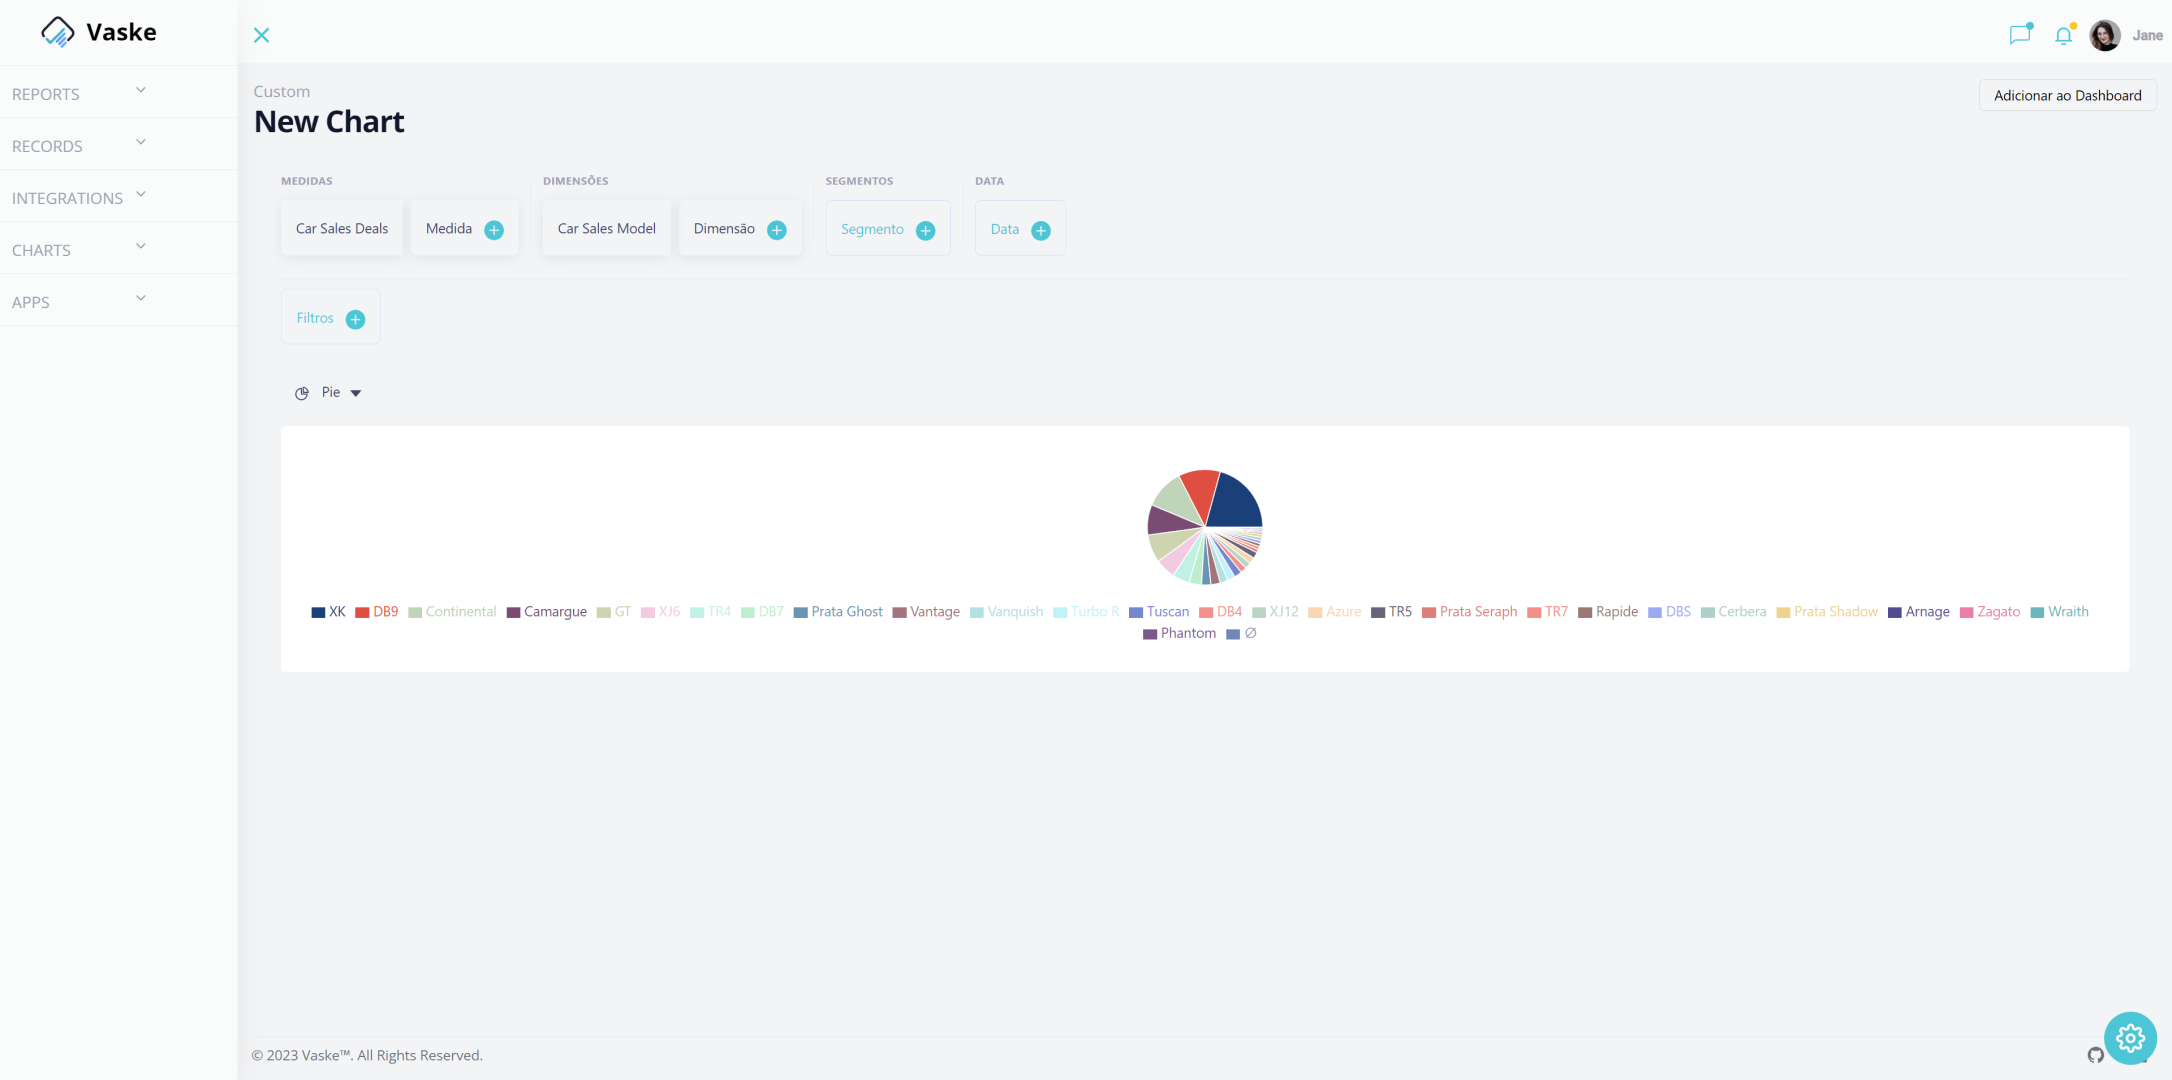 Vaske
Jane
REPORTS
RECORDS
INTEGRATIONS
CHARTS
APPS
Custom
New Chart
Adicionar ao Dashboard
MEDIDAS
DIMENSÕES
SEGMENTOS
DATA
Car Sales Deals
Medida
Car Sales Model
Dimensão
Segmento
Data
Filtros
Pie
XK DB9 Continental Camargue GT XJ6 TR4 DB7 Prata Ghost Vantage Vanquish Turbo R Tuscan DB4 XJ12 Azure TR5 Prata Seraph TR7 Rapide DBS Cerbera Prata Shadow Arnage Zagato Wraith
Phantom ∅
© 2023 Vaske™. All Rights Reserved.